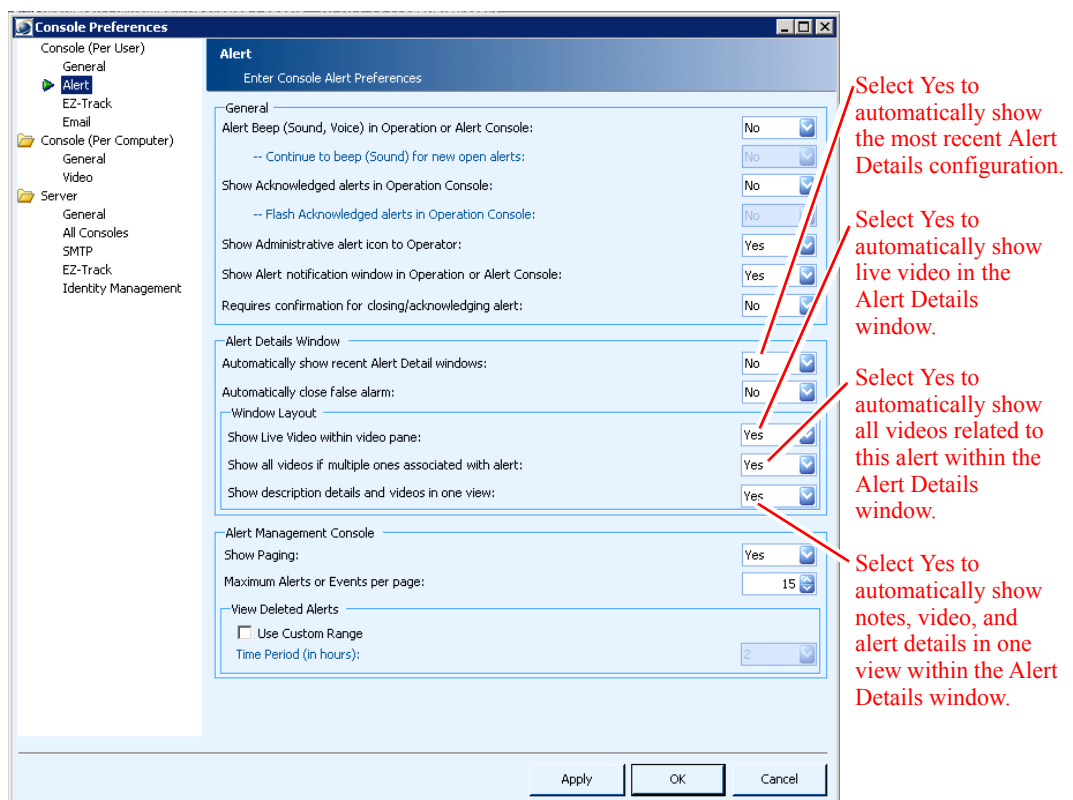 Console Preferences
Console (Per User)
General
Alert
EZ-Track
Email
Console (Per Computer)
General
Video
Server
General
All Consoles
SMTP
EZ-Track
Identity Management
Alert
Enter Console Alert Preferences
General
Alert Beep (Sound, Voice) in Operation or Alert Console: No
-- Continue to beep (Sound) for new open alerts: No
Show Acknowledged alerts in Operation Console: No
-- Flash Acknowledged alerts in Operation Console: No
Show Administrative alert icon to Operator: Yes
Show Alert notification window in Operation or Alert Console: Yes
Requires confirmation for closing/acknowledging alert: No
Alert Details Window
Automatically show recent Alert Detail windows: No
Automatically close false alarm: No
Window Layout
Show Live Video within video pane: Yes
Show all videos if multiple ones associated with alert: Yes
Show description details and videos in one view: Yes
Alert Management Console
Show Paging: Yes
Maximum Alerts or Events per page: 15
View Deleted Alerts
Use Custom Range
Time Period (in hours): 2
Apply OK Cancel
Select Yes to
automatically show
the most recent Alert
Details configuration.
Select Yes to
automatically show
live video in the
Alert Details
window.
Select Yes to
automatically show
all videos related to
this alert within the
Alert Details
window.
Select Yes to
automatically show
notes, video, and
alert details in one
view within the Alert
Details window.